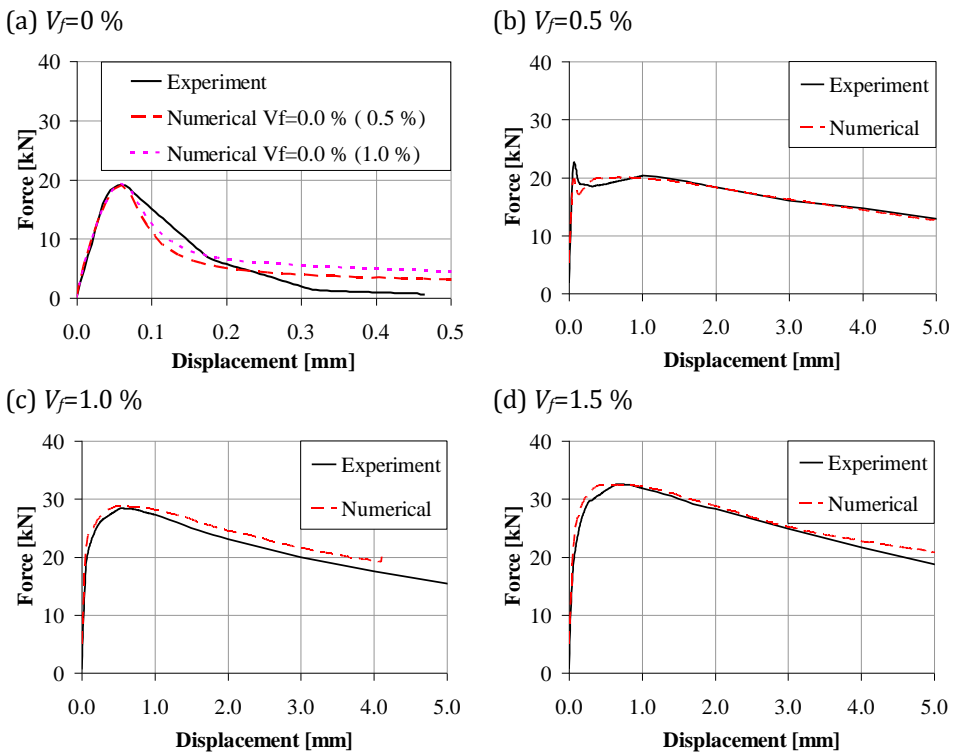 (a) Vf=0 %
40
30
20
10
0
Force [kN]
Experiment
Numerical Vf=0.0 % ( 0.5 %)
Numerical Vf=0.0 % (1.0 %)
0.0 0.1 0.2 0.3 0.4 0.5
Displacement [mm]
(b) Vf=0.5 %
40
30
20
10
0
Force [kN]
Experiment
Numerical
0.0 1.0 2.0 3.0 4.0 5.0
Displacement [mm]
(c) Vf=1.0 %
40
30
20
10
0
Force [kN]
Experiment
Numerical
0.0 1.0 2.0 3.0 4.0 5.0
Displacement [mm]
(d) Vf=1.5 %
40
30
20
10
0
Force [kN]
Experiment
Numerical
0.0 1.0 2.0 3.0 4.0 5.0
Displacement [mm]